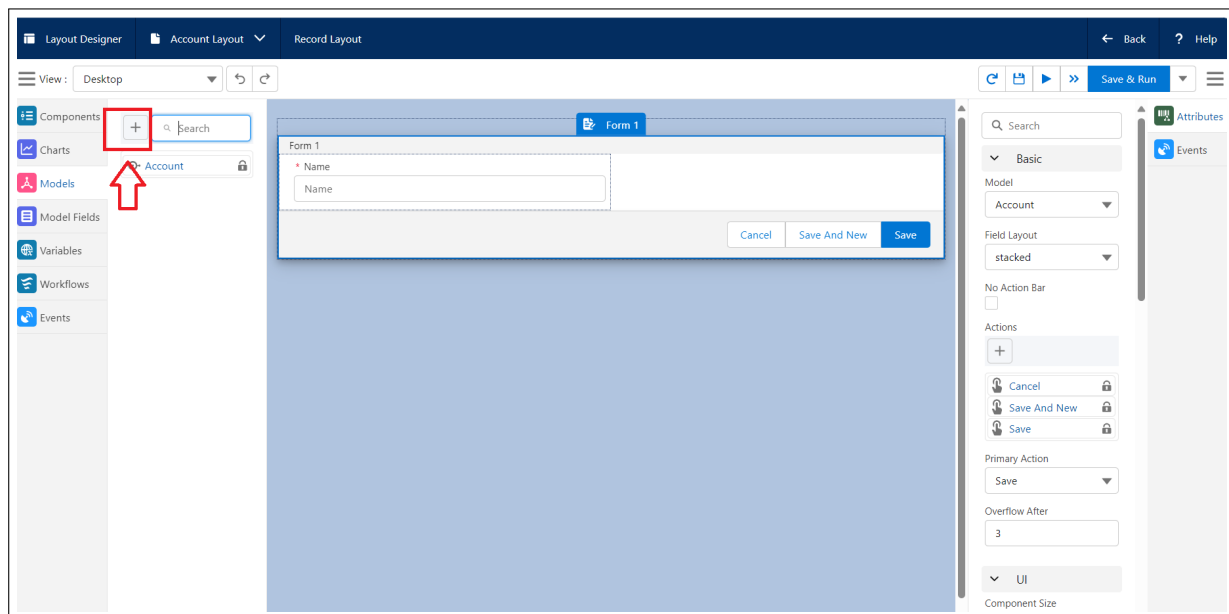 Layout Designer
Account Layout
Record Layout
Back
? Help
View :
Desktop
Save & Run
Components
Charts
Models
Model Fields
Variables
Workflows
Events
+
Search
Account
Form 1
Form 1
* Name
Name
Cancel
Save And New
Save
Search
Basic
Model
Account
Field Layout
stacked
No Action Bar
Actions
+
Cancel
Save And New
Save
Primary Action
Save
Overflow After
3
UI
Component Size
Attributes
Events